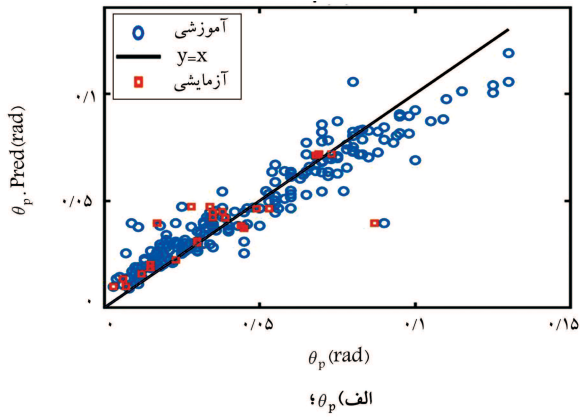 آموزشی
y=x
آزمایشی
θp.Pred(rad)
۰/۱
۰/۰۵
۰
۰ ۰/۰۵ ۰/۱ ۰/۱۵
θp(rad)
الف) θp؛